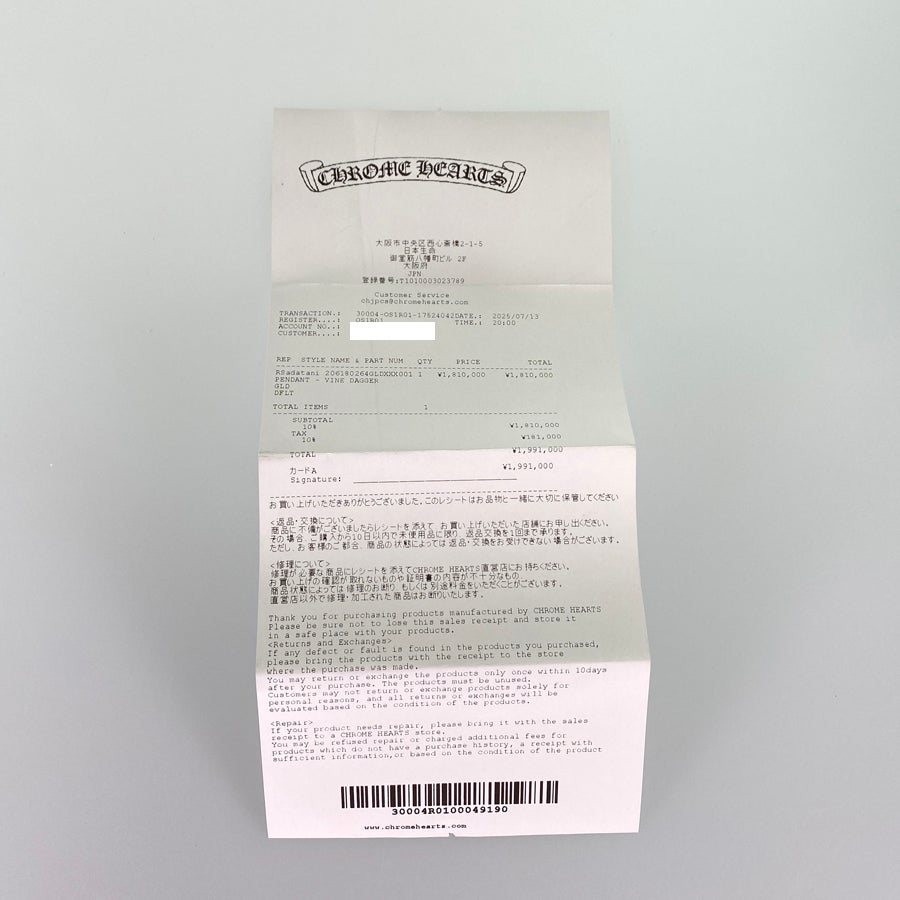 CHROME HEARTS
大阪市中央区西心斎橋2-1-5
日本生命
御堂筋八幡町ビル 2F
大阪府
JPN
登録番号:T1010003023789
Customer Service
chjpcs@chromehearts.com
TRANSACTION.: 30004-OS1R01-17524042DATE.: 2025/07/13
REGISTER....: OS1R01 TIME.: 20:00
ACCOUNT NO..:
CUSTOMER....:
REP STYLE NAME & PART NUM QTY PRICE TOTAL
RSadatani 206180264GLDXXX001 1 ¥1,810,000 ¥1,810,000
PENDANT - VINE DAGGER
GLD
DFLT
TOTAL ITEMS 1
SUBTOTAL
10% ¥1,810,000
TAX
10% ¥181,000
TOTAL ¥1,991,000
カードA ¥1,991,000
Signature:
お買い上げいただきありがとうございました。このレシートはお品物と一緒に大切に保管してください
<返品・交換について>
商品に不備がございましたらレシートを添えて、お買い上げいただいた店舗にお申し出ください。
その場合、ご購入から10日以内で未使用品に限り、返品交換を1回まで承ります。
ただし、お客様のご都合、商品の状態によっては返品・交換をお受けできない場合がございます。
<修理について>
修理が必要な商品にレシートを添えてCHROME HEARTS直営店にお持ちください。
お買い上げの確認が取れないものや証明書の内容が不十分なもの、
商品状態によっては修理のお断り、もしくは別途料金をいただくことがございます。
直営店以外で修理・加工された商品はお断りいたします。
Thank you for purchasing products manufactured by CHROME HEARTS
Please be sure not to lose this sales receipt and store it
in a safe place with your products.
<Returns and Exchanges>
If any defect or fault is found in the products you purchased,
please bring the products with the receipt to the store
where the purchase was made.
You may return or exchange the products only once within 10days
after your purchase. The products must be unused.
Customers may not return or exchange products solely for
personal reasons, and all returns or exchanges will be
evaluated based on the condition of the products.
<Repair>
If your product needs repair, please bring it with the sales
receipt to a CHROME HEARTS store.
You may be refused repair or charged additional fees for
products which do not have a purchase history, a receipt with
sufficient information,or based on the condition of the product
30004R0100049190
www.chromehearts.com